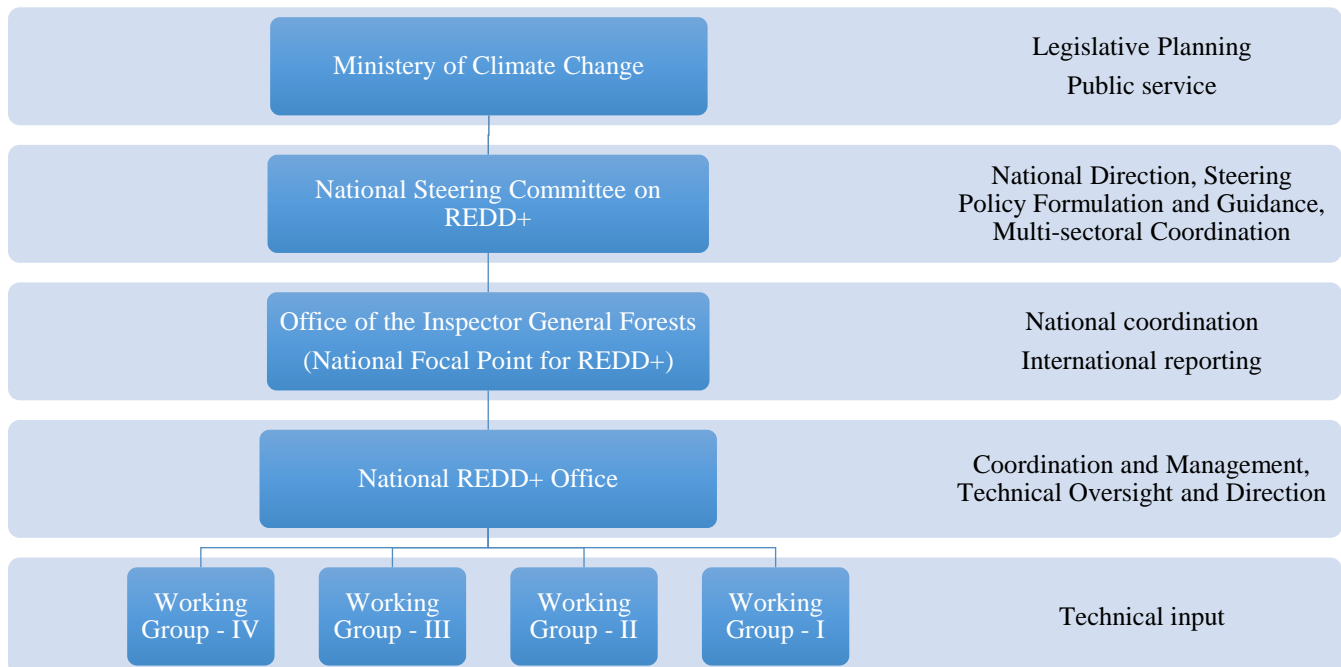 Ministery of Climate Change
Legislative Planning
Public service
National Steering Committee on
REDD+
National Direction, Steering
Policy Formulation and Guidance,
Multi-sectoral Coordination
Office of the Inspector General Forests
(National Focal Point for REDD+)
National coordination
International reporting
National REDD+ Office
Coordination and Management,
Technical Oversight and Direction
Working
Group - IV
Working
Group - III
Working
Group - II
Working
Group - I
Technical input